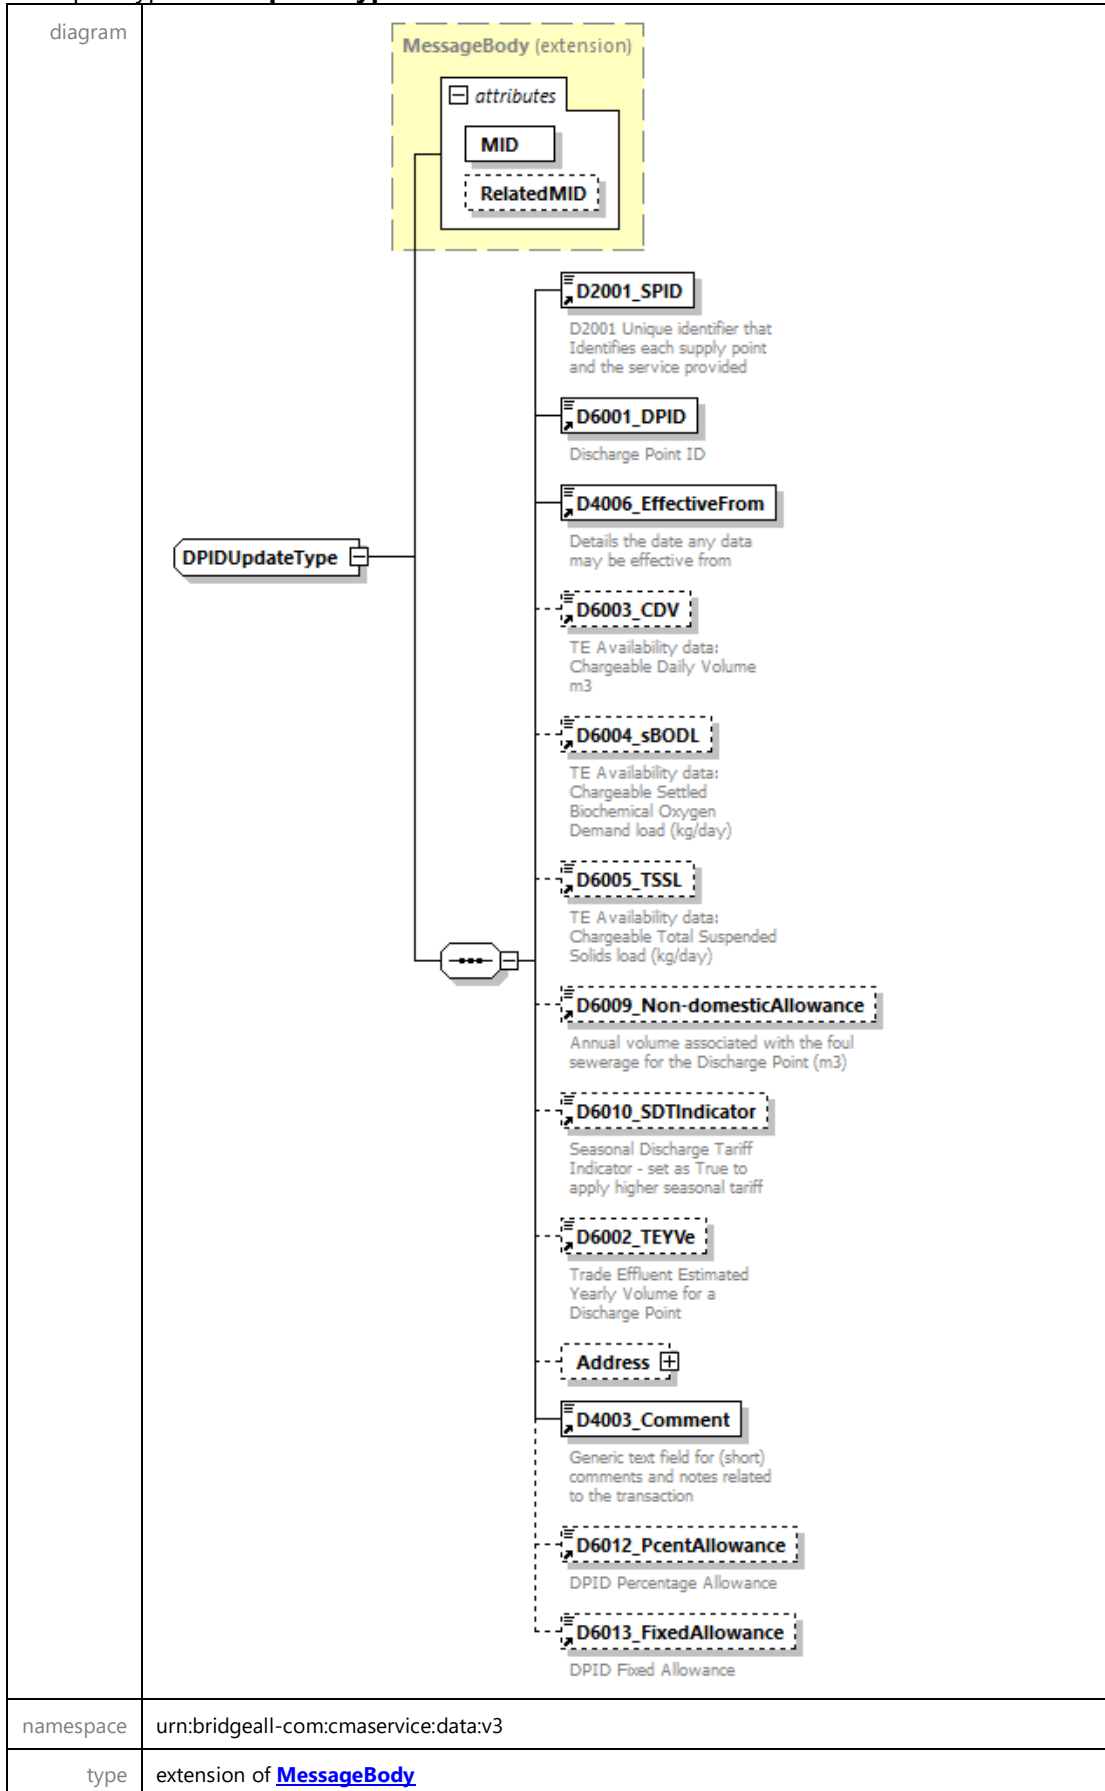 diagram
MessageBody (extension)
attributes
MID
RelatedMID
D2001_SPID
D2001 Unique identifier that
Identifies each supply point
and the service provided
D6001_DPID
Discharge Point ID
D4006_EffectiveFrom
Details the date any data
may be effective from
DPIDUpdateType
D6003_CDV
TE Availability data:
Chargeable Daily Volume
m3
D6004_sBODL
TE Availability data:
Chargeable Settled
Biochemical Oxygen
Demand load (kg/day)
D6005_TSSL
TE Availability data:
Chargeable Total Suspended
Solids load (kg/day)
D6009_Non-domesticAllowance
Annual volume associated with the foul
sewerage for the Discharge Point (m3)
D6010_SDTIndicator
Seasonal Discharge Tariff
Indicator - set as True to
apply higher seasonal tariff
D6002_TEYVe
Trade Effluent Estimated
Yearly Volume for a
Discharge Point
Address
D4003_Comment
Generic text field for (short)
comments and notes related
to the transaction
D6012_PcentAllowance
DPID Percentage Allowance
D6013_FixedAllowance
DPID Fixed Allowance
namespace urn:bridgeall-com:cmaservice:data:v3
type extension of MessageBody